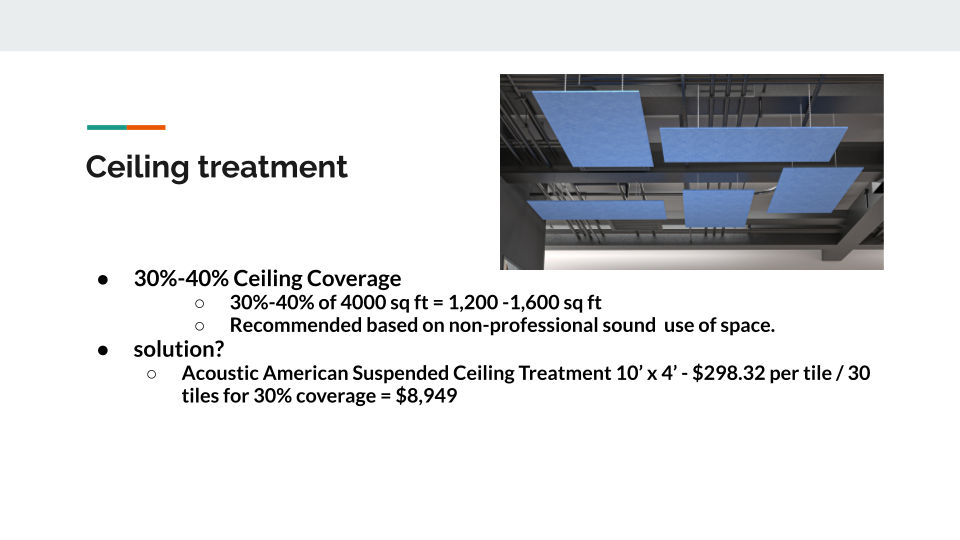 Ceiling treatment
● 30%-40% Ceiling Coverage
○ 30%-40% of 4000 sq ft = 1,200 -1,600 sq ft
○ Recommended based on non-professional sound  use of space.
● solution?
○ Acoustic American Suspended Ceiling Treatment 10’ x 4’ - $298.32 per tile / 30
tiles for 30% coverage = $8,949